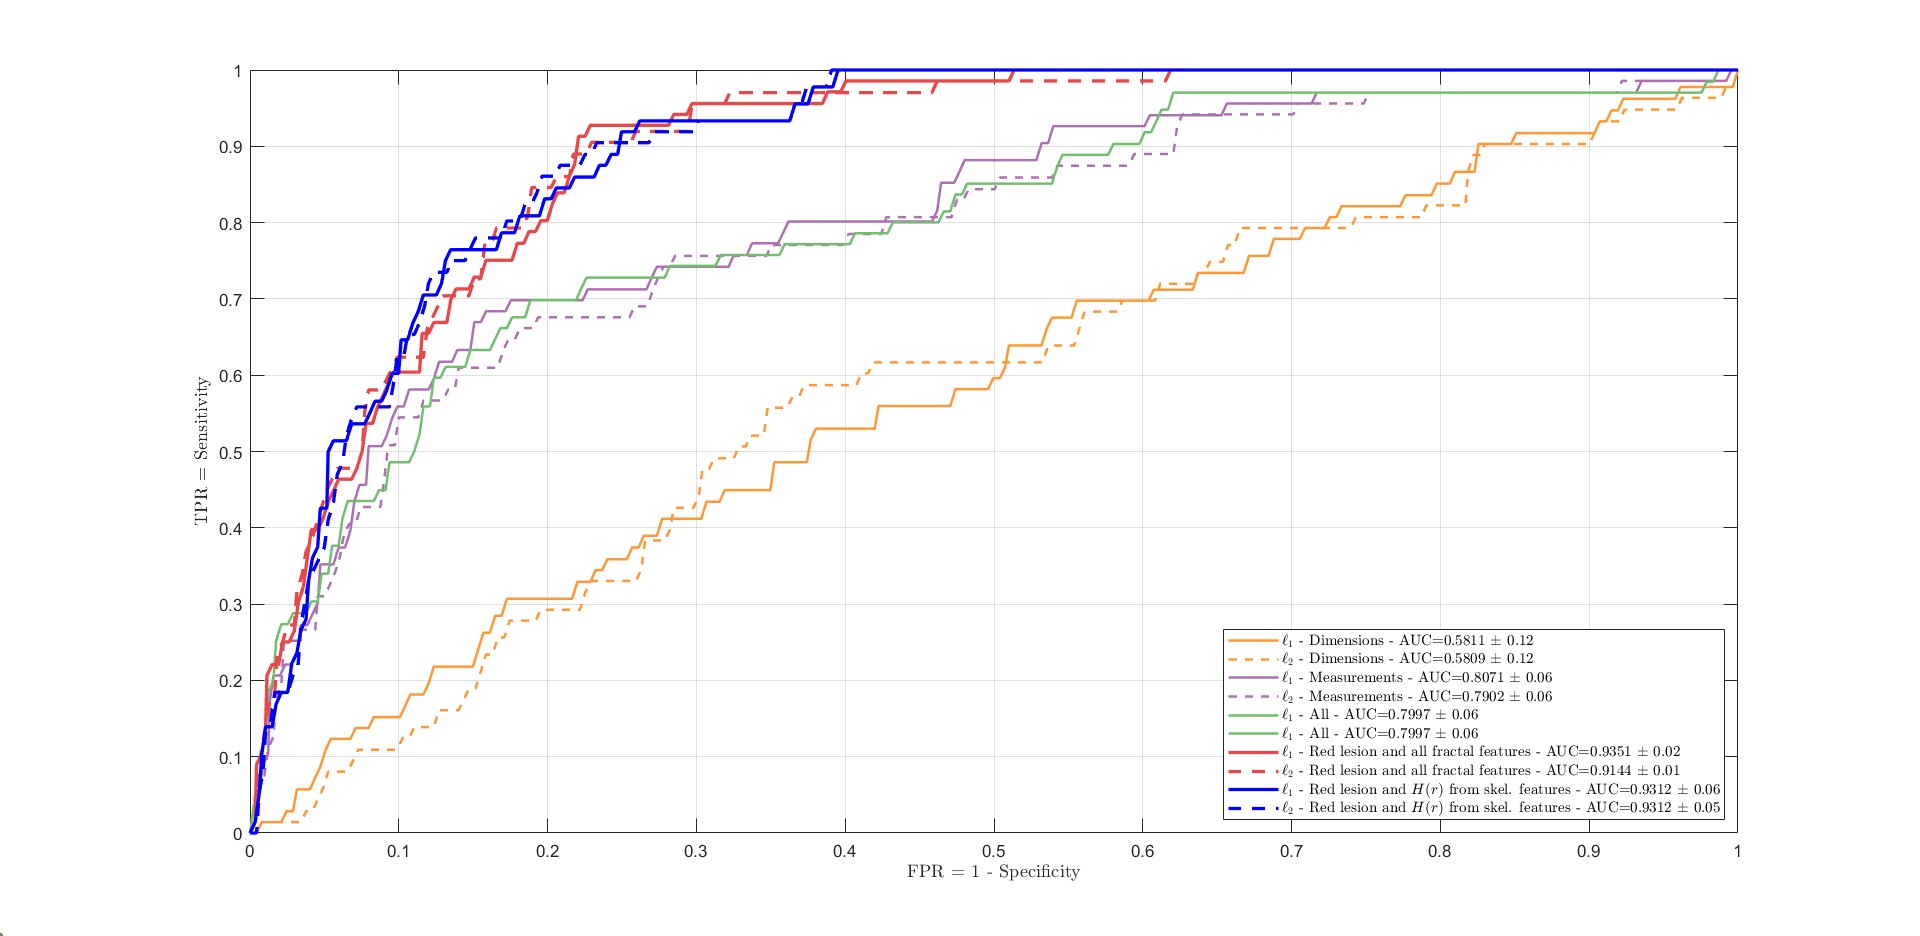 1
0.9
0.8
0.7
0.6
0.5
0.4
0.3
0.2
0.1
0
TPR = Sensitivity
ℓ₁ - Dimensions - AUC=0.5811 ± 0.12
ℓ₂ - Dimensions - AUC=0.5809 ± 0.12
ℓ₁ - Measurements - AUC=0.8071 ± 0.06
ℓ₂ - Measurements - AUC=0.7902 ± 0.06
ℓ₁ - All - AUC=0.7997 ± 0.06
ℓ₁ - All - AUC=0.7997 ± 0.06
ℓ₁ - Red lesion and all fractal features - AUC=0.9351 ± 0.02
ℓ₂ - Red lesion and all fractal features - AUC=0.9144 ± 0.01
ℓ₁ - Red lesion and H(r) from skel. features - AUC=0.9312 ± 0.06
ℓ₂ - Red lesion and H(r) from skel. features - AUC=0.9312 ± 0.05
0 0.1 0.2 0.3 0.4 0.5 0.6 0.7 0.8 0.9 1
FPR = 1 - Specificity